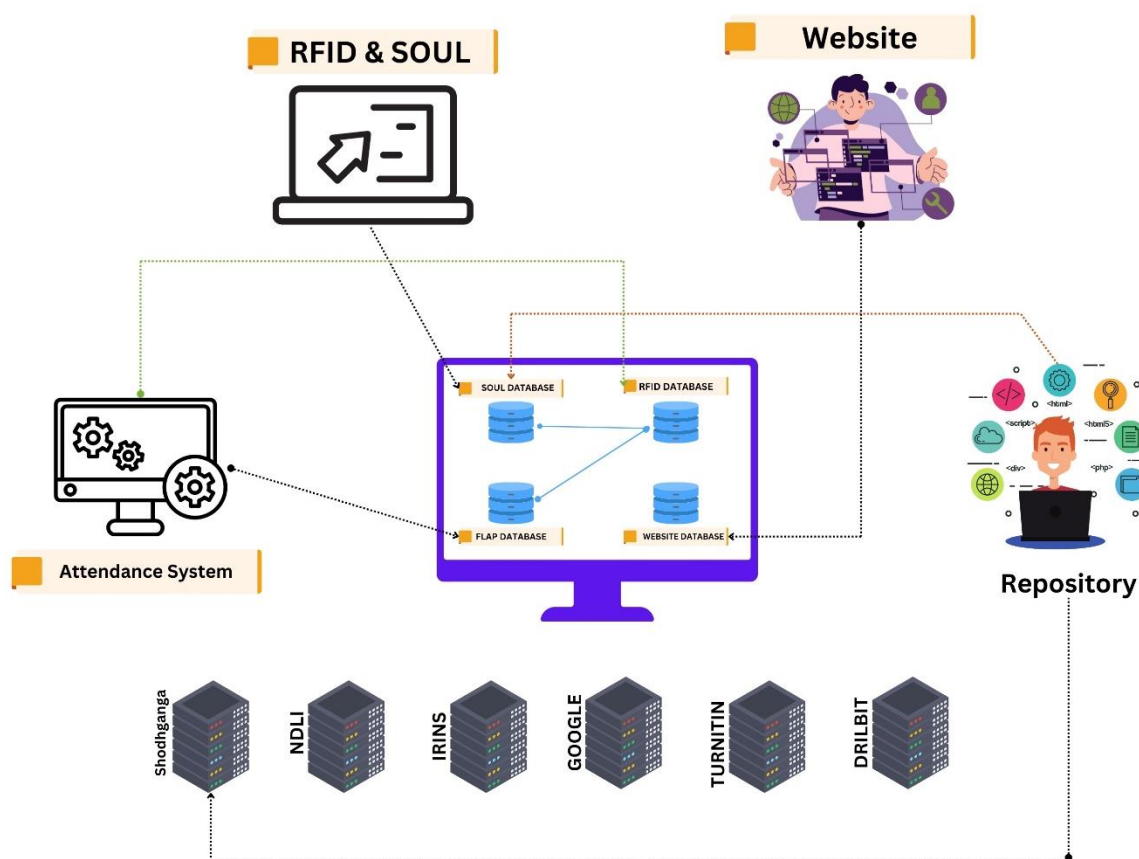 RFID & SOUL
Website
SOUL DATABASE
RFID DATABASE
FLAP DATABASE
WEBSITE DATABASE
Attendance System
<html>
<script>
<html5>
<div>
<php>
Repository
Shodhganga
NDLI
IRINS
GOOGLE
TURNITIN
DRILBIT